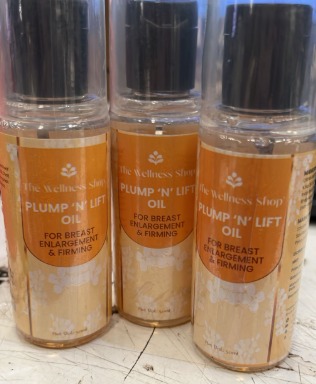 The Wellness Shop
PLUMP 'N' LIFT
OIL
FOR BREAST
ENLARGEMENT
& FIRMING
The Wellness Shop
PLUMP 'N' LIFT
OIL
FOR BREAST
ENLARGEMENT
& FIRMING
The Wellness Shop
PLUMP 'N' LIFT
OIL
FOR BREAST
ENLARGEMENT
& FIRMING